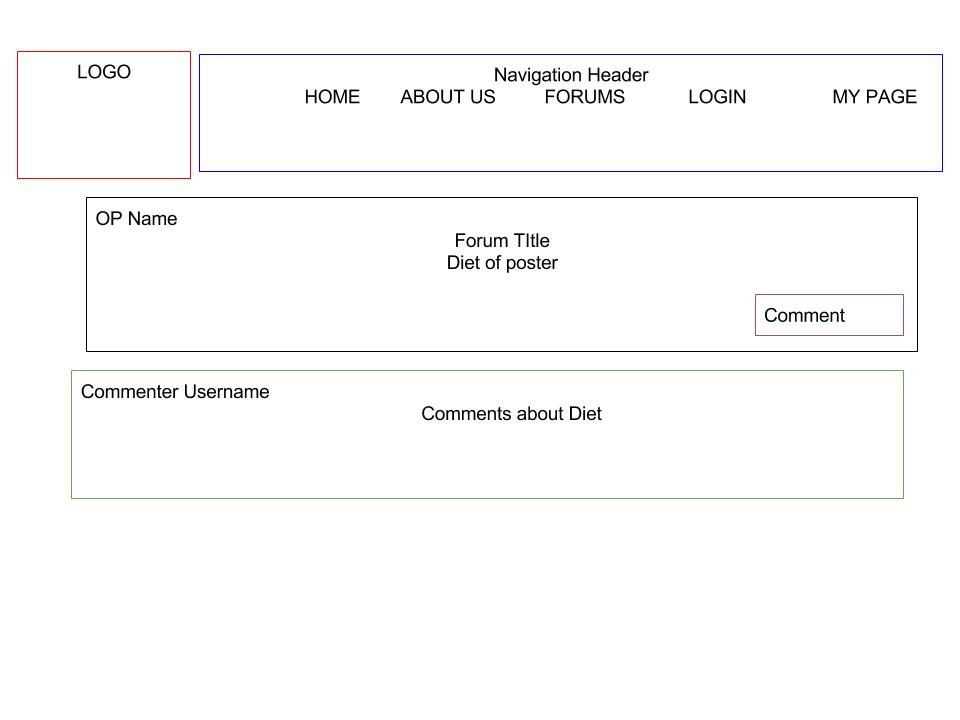 LOGO
Navigation Header
HOME ABOUT US FORUMS LOGIN MY PAGE
OP Name
Forum TItle
Diet of poster
Comment
Commenter Username
Comments about Diet